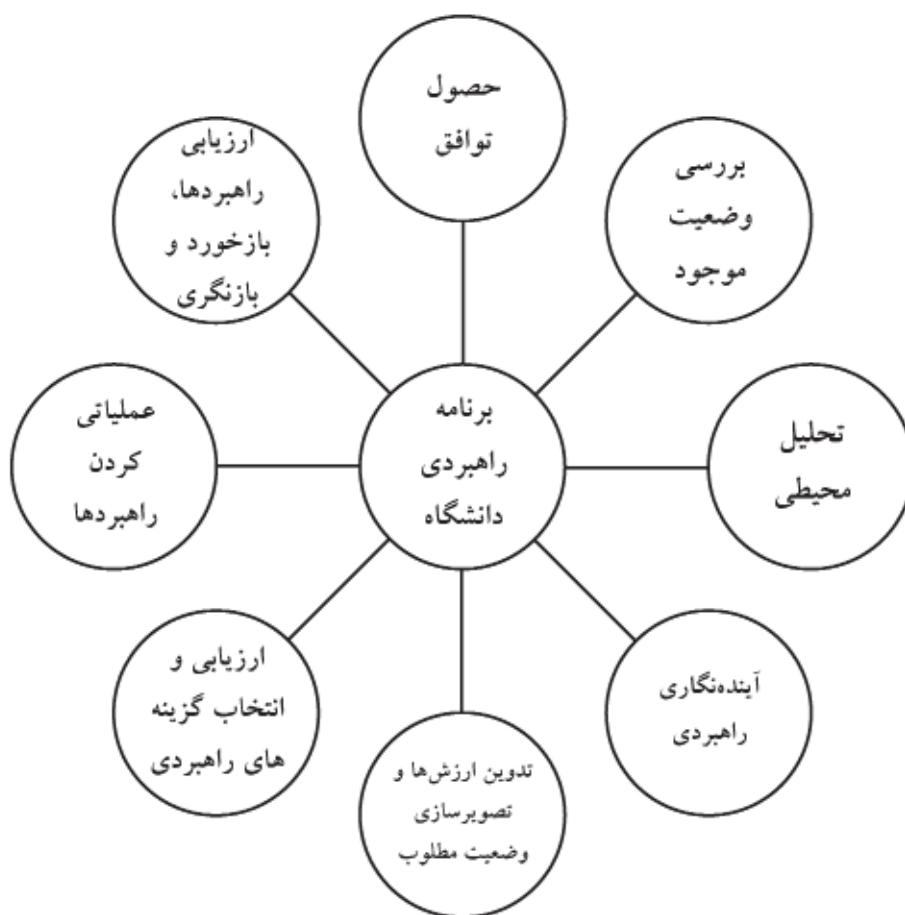 حصول
توافق
بررسی
وضعیت
موجود
تحلیل
محیطی
آینده‌نگاری
راهبردی
تدوین ارزش‌ها و
تصویرسازی
وضعیت مطلوب
ارزیابی و
انتخاب گزینه
های راهبردی
عملیاتی
کردن
راهبردها
ارزیابی
راهبردها،
بازخورد و
بازنگری
برنامه
راهبردی
دانشگاه